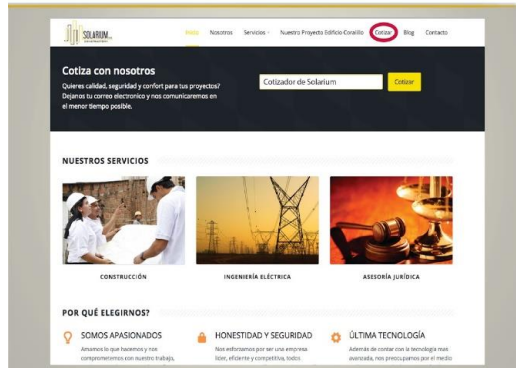 SOLARIUM
Inicio Nosotros Servicios Nuestro Proyecto Edificio Coralillo Cotizar Blog Contacto
Cotiza con nosotros
Quieres calidad, seguridad y confort para tus proyectos?
Dejanos tu correo electronico y nos comunicaremos en
el menor tiempo posible.
Cotizador de Solarium
Cotizar
NUESTROS SERVICIOS
CONSTRUCCIÓN
INGENIERÍA ELÉCTRICA
ASESORÍA JURÍDICA
POR QUÉ ELEGIRNOS?
SOMOS APASIONADOS
Amamos lo que hacemos y nos
comprometemos con nuestro trabajo,
HONESTIDAD Y SEGURIDAD
Nos esforzamos por ser una empresa
líder, eficiente y competitiva, todos
ÚLTIMA TECNOLOGÍA
Además de contar con la tecnología mas
avanzada, nos preocupamos por el medio